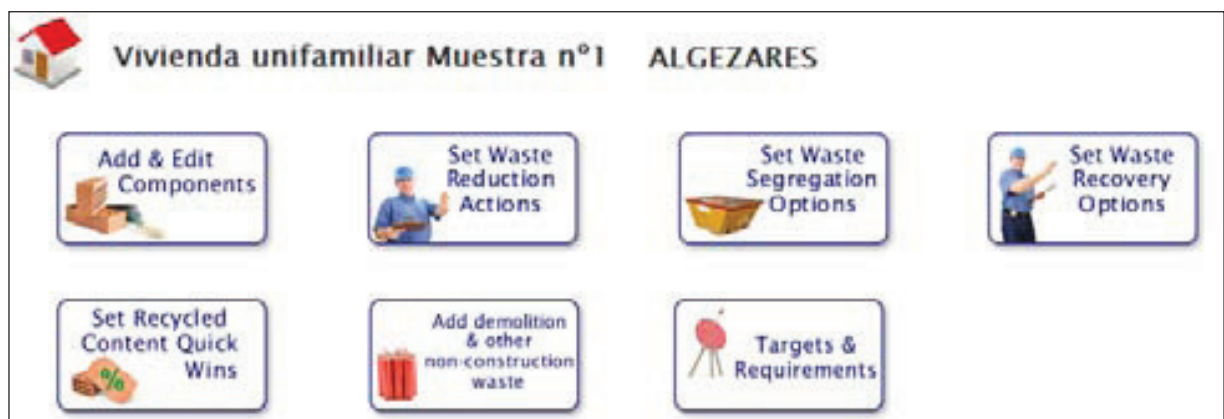 Vivienda unifamiliar Muestra nº1 ALGEZARES
Add & Edit
Components
Set Waste
Reduction
Actions
Set Waste
Segregation
Options
Set Waste
Recovery
Options
Set Recycled
Content Quick
Wins
%
Add demolition
& other
non-construction
waste
Targets &
Requirements